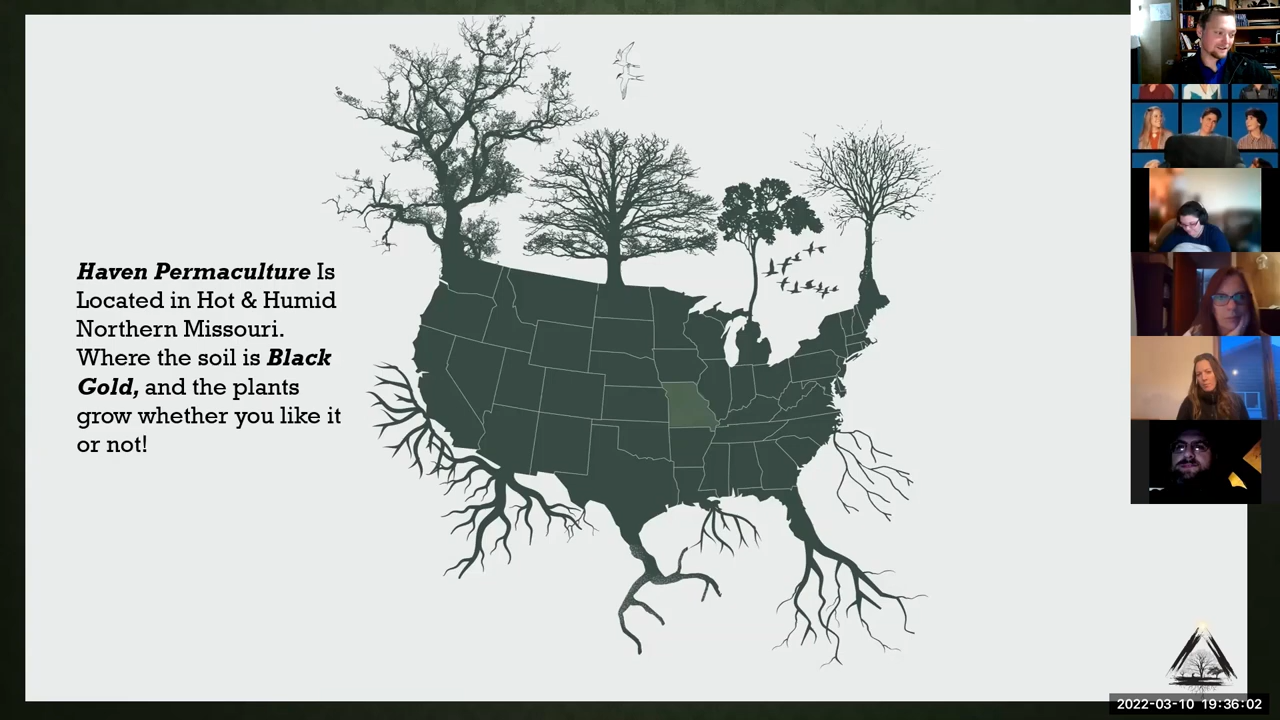 Haven Permaculture Is
Located in Hot & Humid
Northern Missouri.
Where the soil is Black
Gold, and the plants
grow whether you like it
or not!
2022-03-10 19:36:02